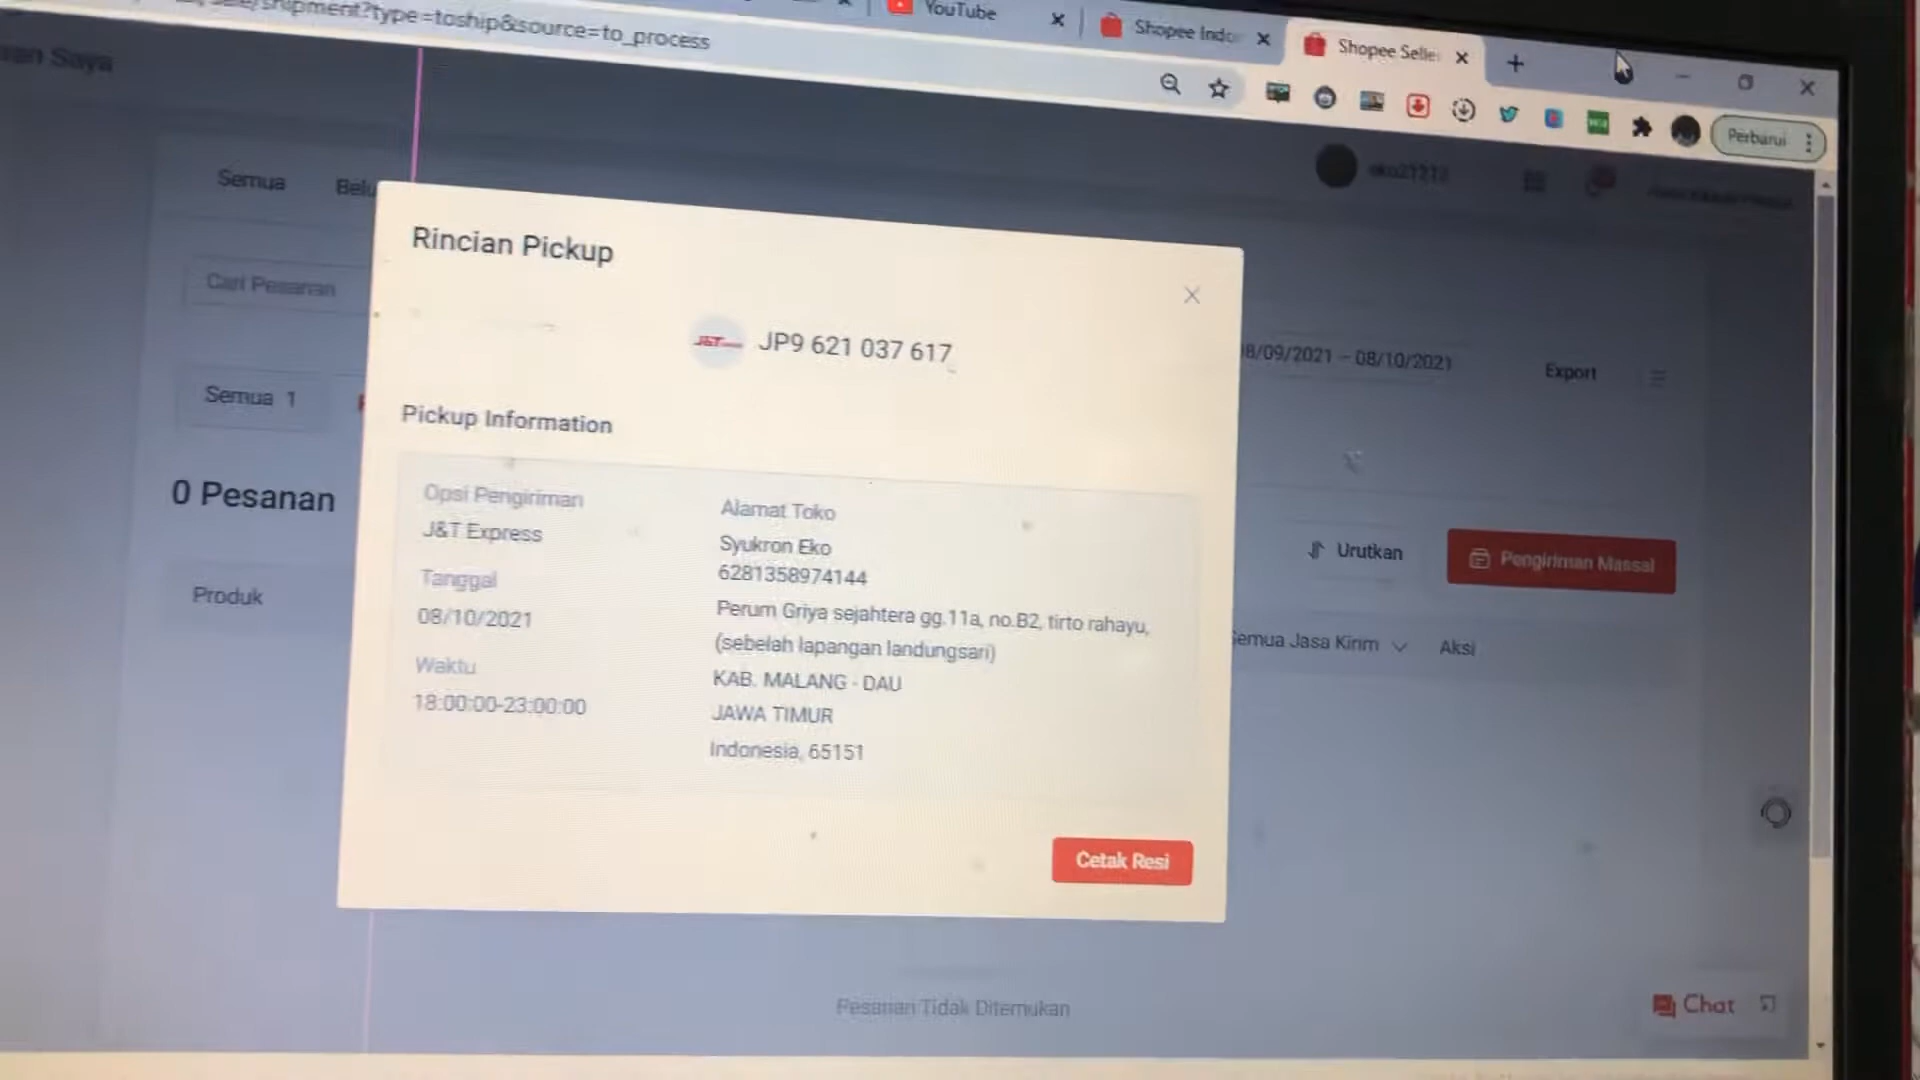 shipment?type=toship&source=to_process
YouTube
Shopee Indo
Shopee Selle
Perbarui
Saya
Semua
Belu
Rincian Pickup
Cari Pesanan
J&T
JP9 621 037 617
8/09/2021 – 08/10/2021
Export
Semua 1
Pickup Information
0 Pesanan
Opsi Pengiriman
J&T Express
Tanggal
08/10/2021
Waktu
18:00:00-23:00:00
Alamat Toko
Syukron Eko
6281358974144
Perum Griya sejahtera gg.11a, no.B2, tirto rahayu,
(sebelah lapangan landungsari)
KAB. MALANG - DAU
JAWA TIMUR
Indonesia, 65151
Urutkan
Pengiriman Massal
Produk
Semua Jasa Kirim
Aksi
Cetak Resi
Pesanan Tidak Ditemukan
Chat